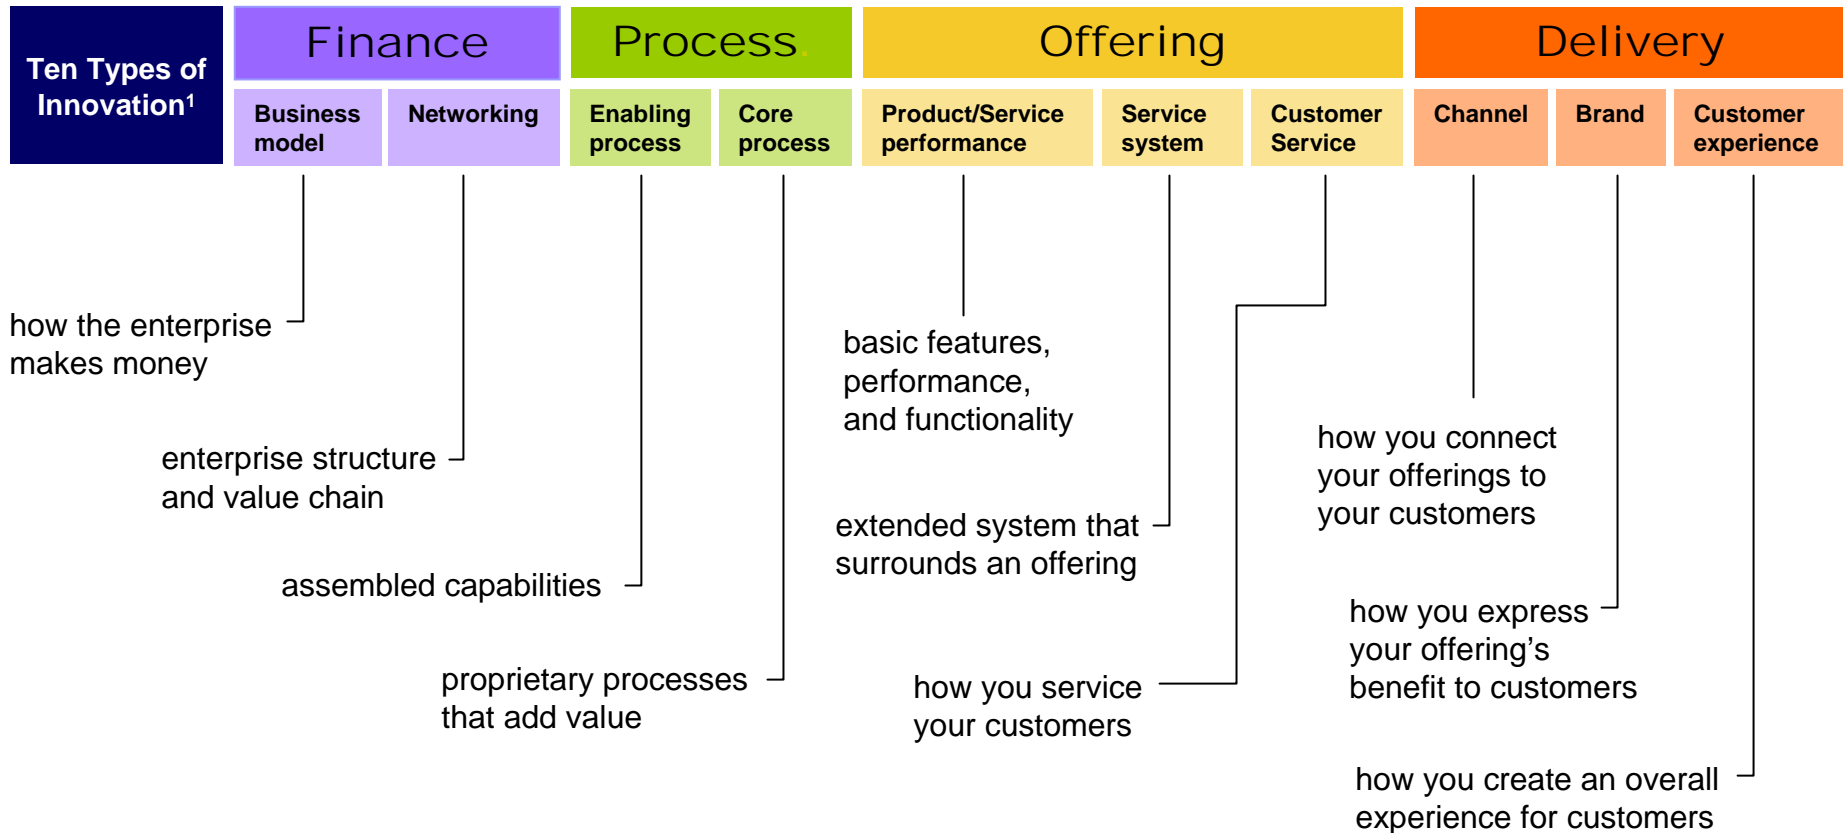 Ten Types of
Innovation¹
Finance
Process.
Offering
Delivery
Business
model
Networking
Enabling
process
Core
process
Product/Service
performance
Service
system
Customer
Service
Channel
Brand
Customer
experience
how the enterprise
makes money
enterprise structure
and value chain
assembled capabilities
proprietary processes
that add value
basic features,
performance,
and functionality
extended system that
surrounds an offering
how you service
your customers
how you connect
your offerings to
your customers
how you express
your offering’s
benefit to customers
how you create an overall
experience for customers